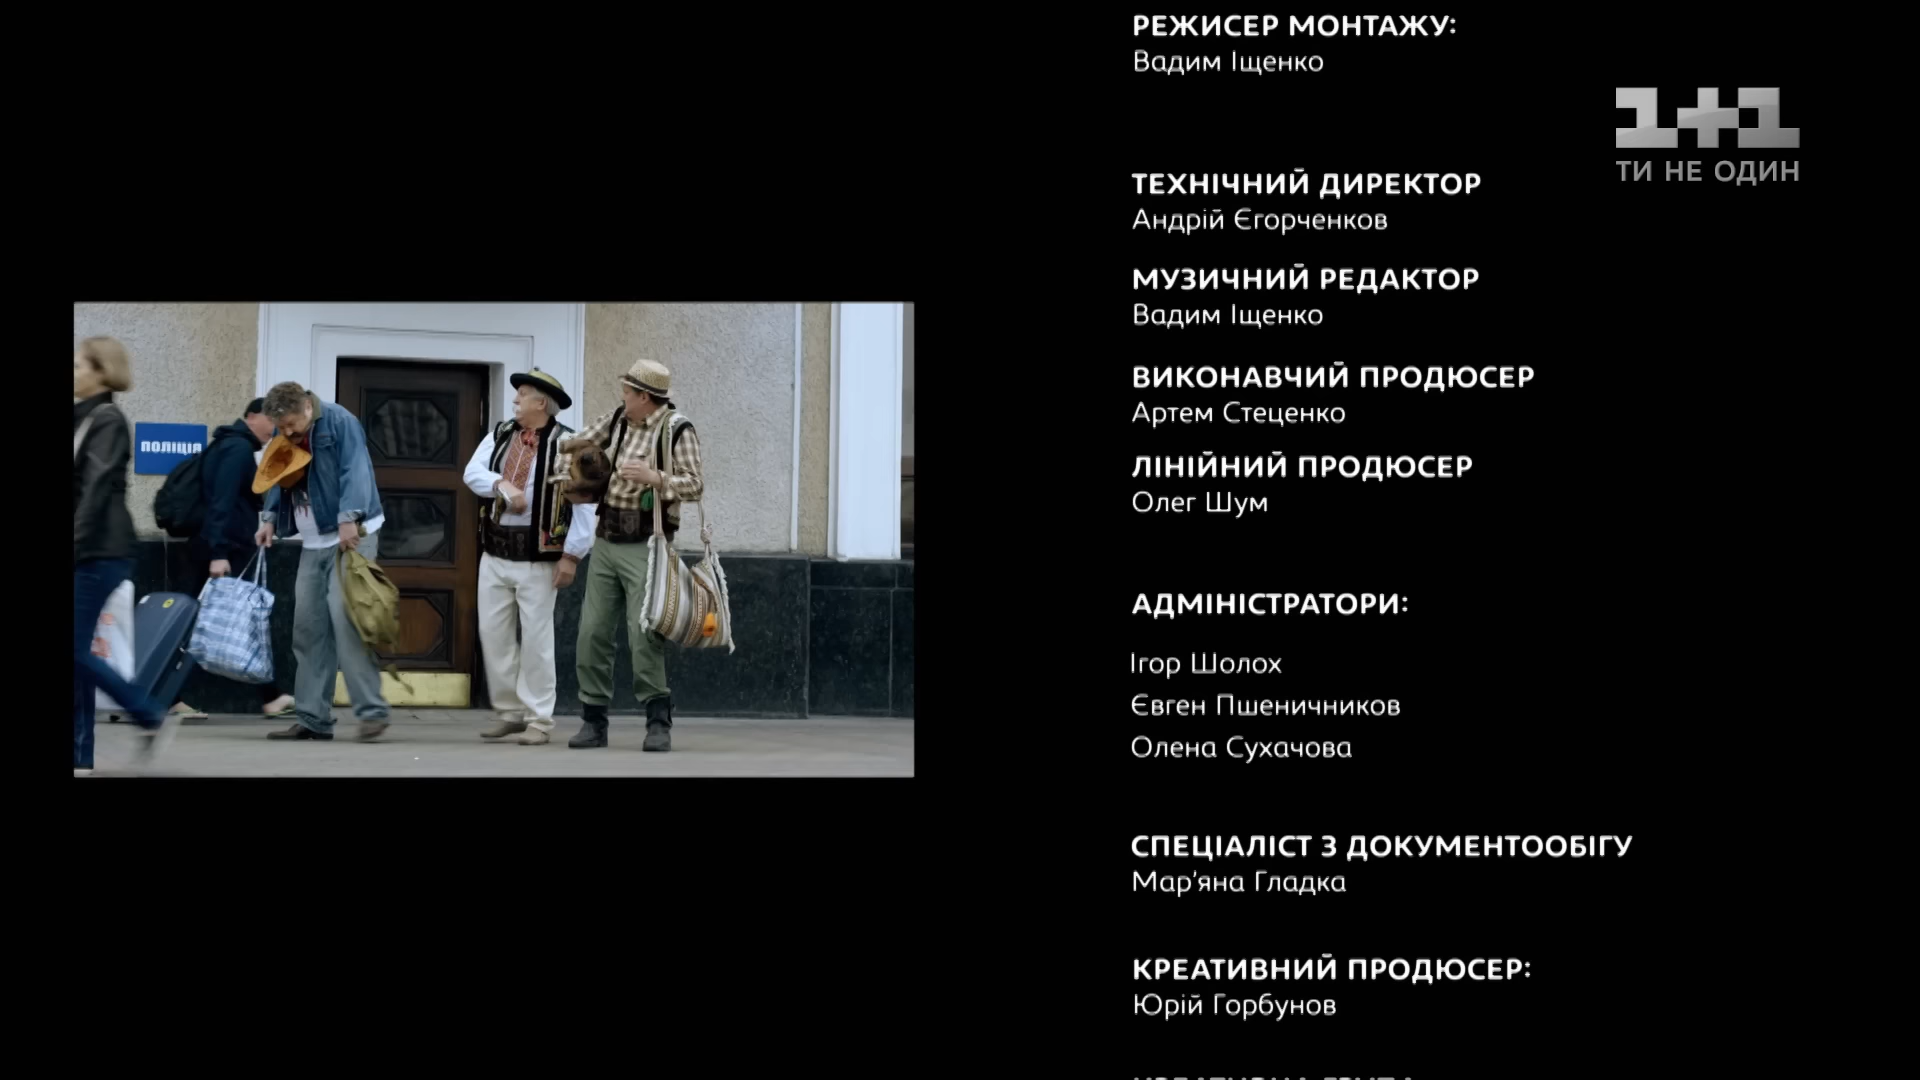 РЕЖИСЕР МОНТАЖУ:
Вадим Іщенко
1+1
ТИ НЕ ОДИН
ТЕХНІЧНИЙ ДИРЕКТОР
Андрій Єгорченков
МУЗИЧНИЙ РЕДАКТОР
Вадим Іщенко
ВИКОНАВЧИЙ ПРОДЮСЕР
Артем Стеценко
ЛІНІЙНИЙ ПРОДЮСЕР
Олег Шум
поліція
АДМІНІСТРАТОРИ:
Ігор Шолох
Євген Пшеничников
Олена Сухачова
СПЕЦІАЛІСТ З ДОКУМЕНТООБІГУ
Мар'яна Гладка
КРЕАТИВНИЙ ПРОДЮСЕР:
Юрій Горбунов